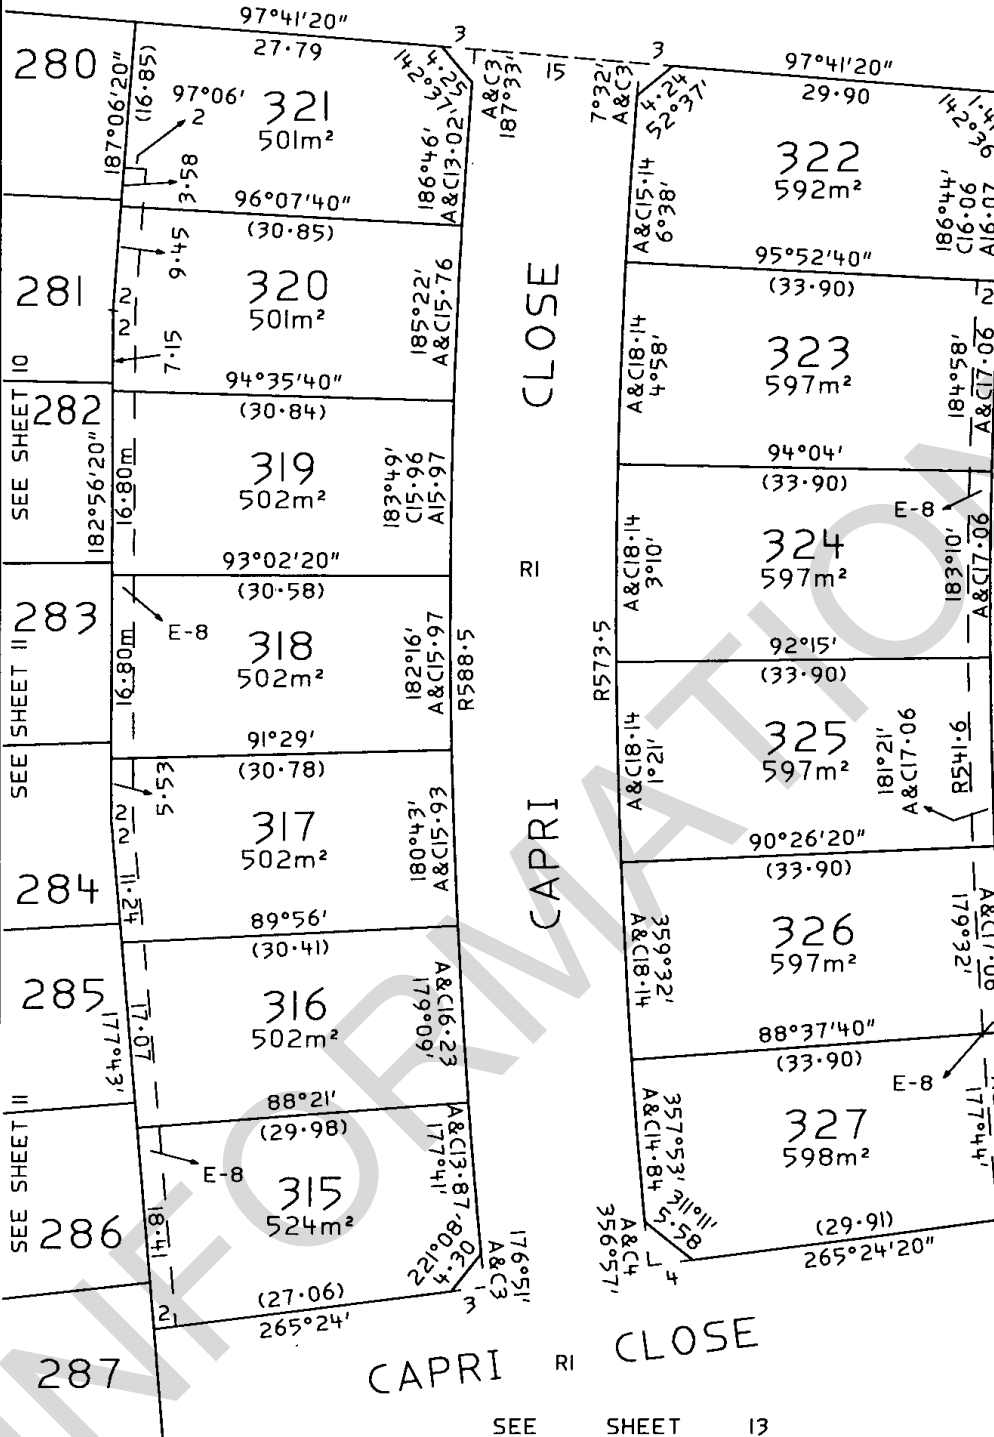 97°41'20"
27·79
280
187°06'20"
(16·85)
97°06'
2
3·58
321
501m²
4·25
142°37'
3
A&C3
187°33'
15
186°46'
A&C13·02
96°07'40"
(30·85)
3
7°32'
A&C3
4·24
52°37'
97°41'20"
29·90
322
592m²
A&C15·14
6°38'
142°36'
186°44'
C16·06
A16·07
95°52'40"
(33·90)
281
9·45
2
2
7·15
320
501m²
185°22'
A&C15·76
94°35'40"
(30·84)
CLOSE
A&C18·14
4°58'
323
597m²
2
184°58'
A&C17·06
94°04'
(33·90)
SEE SHEET 10
282
182°56'20"
16·80m
319
502m²
183°49'
C15·96
A15·97
93°02'20"
(30·58)
R1
A&C18·14
3°10'
324
597m²
E-8
183°10'
A&C17·06
92°15'
(33·90)
SEE SHEET 11
283
16·80m
E-8
318
502m²
182°16'
A&C15·97
R588·5
91°29'
(30·78)
R573·5
A&C18·14
1°21'
325
597m²
181°21'
A&C17·06
R541·6
90°26'20"
(33·90)
284
5·53
2
2
11·24
317
502m²
180°43'
A&C15·93
89°56'
(30·41)
CAPRI
359°32'
A&C18·14
326
597m²
A&C17·06
179°32'
88°37'40"
(33·90)
285
177°43'
17·07
316
502m²
A&C16·23
179°09'
88°21'
(29·98)
357°53'
A&C14·84
327
598m²
E-8
177°44'
SEE SHEET 11
286
18·41
E-8
315
524m²
A&C13·87
177°41'
221°08'
4·30
3
176°51'
A&C3
(27·06)
265°24'
2
356°57'
A&C4
311°11'
5·58
4
(29·91)
265°24'20"
287
CAPRI R1 CLOSE
SEE SHEET 13
INFORMATION